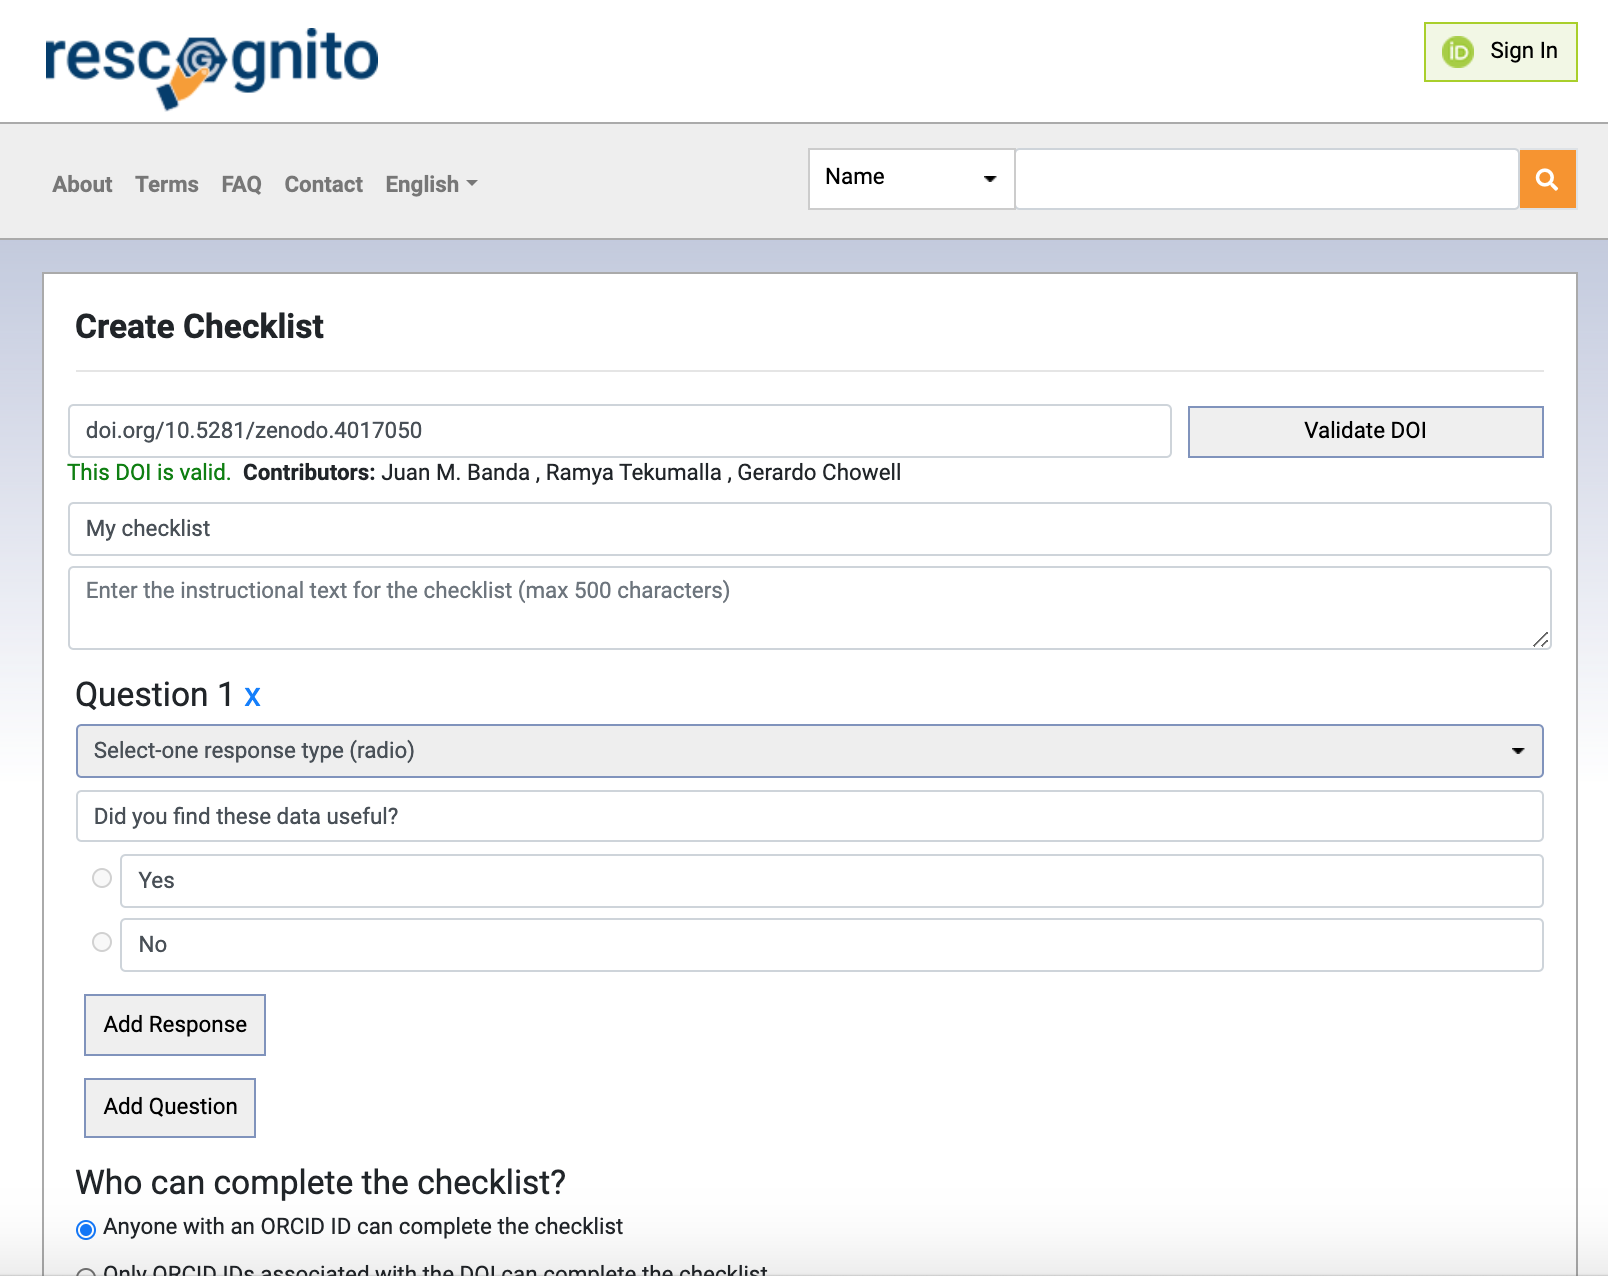 rescognito
iD Sign In
About Terms FAQ Contact English
Name
Create Checklist
doi.org/10.5281/zenodo.4017050
Validate DOI
This DOI is valid. Contributors: Juan M. Banda , Ramya Tekumalla , Gerardo Chowell
My checklist
Enter the instructional text for the checklist (max 500 characters)
Question 1 x
Select-one response type (radio)
Did you find these data useful?
Yes
No
Add Response
Add Question
Who can complete the checklist?
Anyone with an ORCID ID can complete the checklist
Only ORCID IDs associated with the DOI can complete the checklist